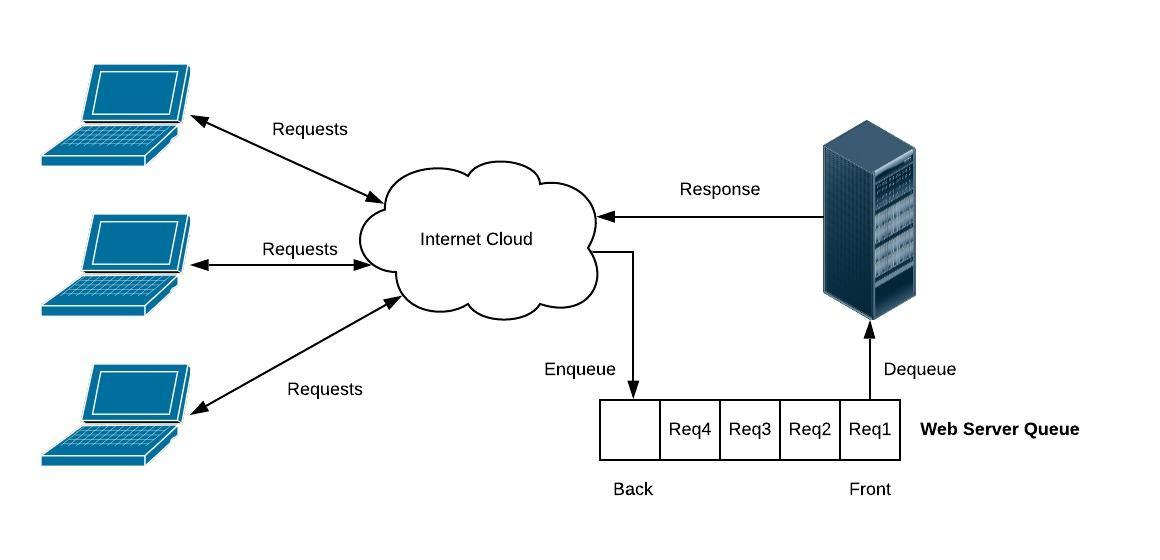 Requests
Response
Requests
Internet Cloud
Enqueue
Dequeue
Requests
Req4 Req3 Req2 Req1
Web Server Queue
Back
Front